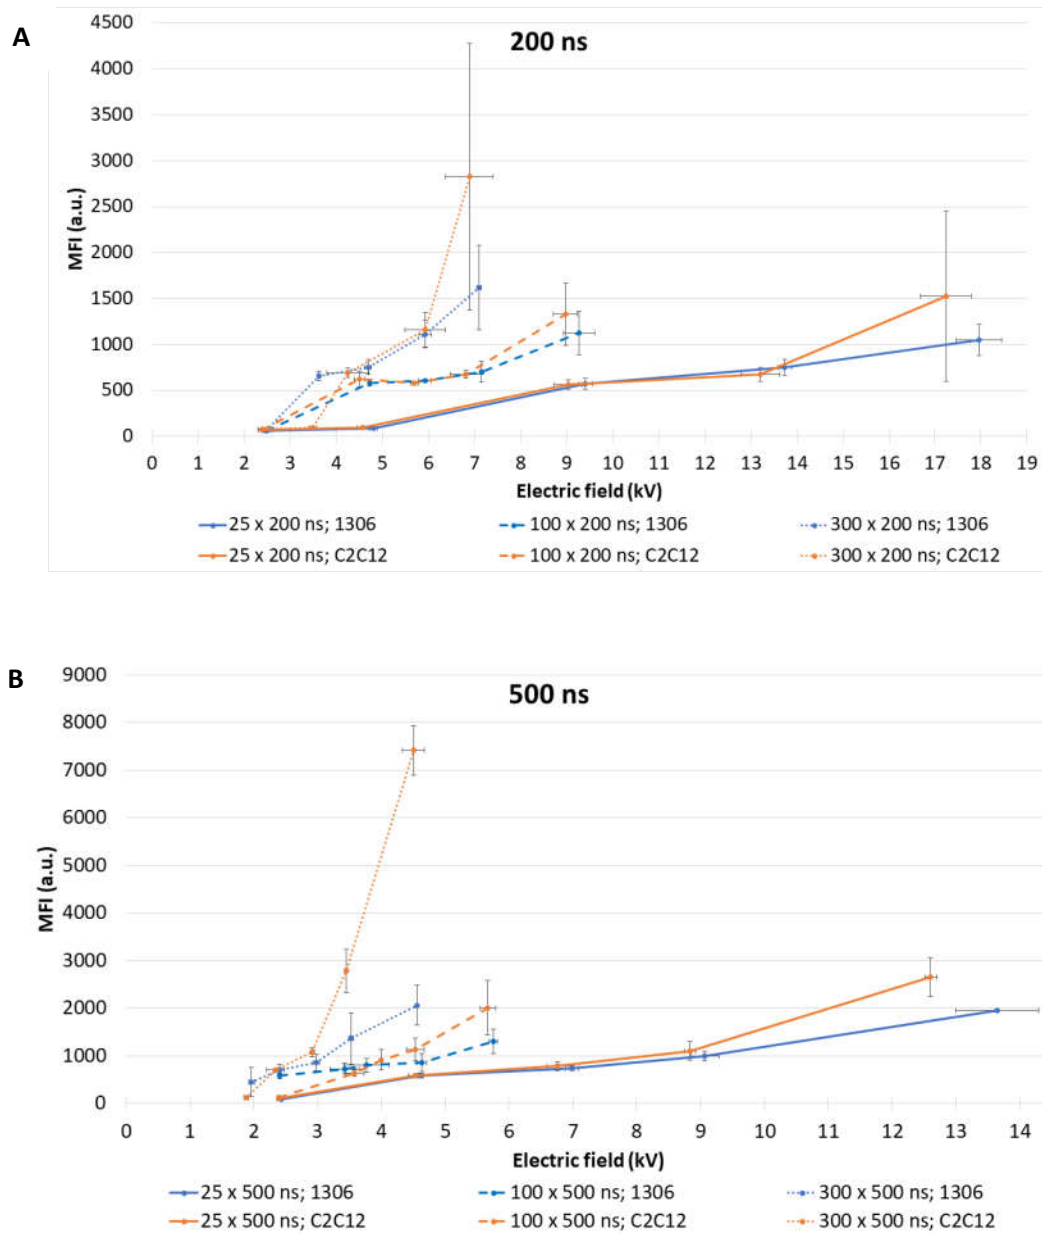 A
200 ns
4500
4000
3500
3000
2500
2000
1500
1000
500
0
MFI (a.u.)
0 1 2 3 4 5 6 7 8 9 10 11 12 13 14 15 16 17 18 19
Electric field (kV)
25 x 200 ns; 1306 100 x 200 ns; 1306 300 x 200 ns; 1306
25 x 200 ns; C2C12 100 x 200 ns; C2C12 300 x 200 ns; C2C12
B
500 ns
9000
8000
7000
6000
5000
4000
3000
2000
1000
0
MFI (a.u.)
0 1 2 3 4 5 6 7 8 9 10 11 12 13 14
Electric field (kV)
25 x 500 ns; 1306 100 x 500 ns; 1306 300 x 500 ns; 1306
25 x 500 ns; C2C12 100 x 500 ns; C2C12 300 x 500 ns; C2C12